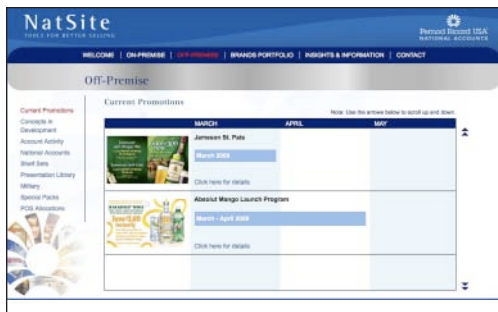 NatSite
TOOLS FOR BETTER SELLING
Pernod Ricard USA
NATIONAL ACCOUNTS
WELCOME | ON-PREMISE | OFF-PREMISE | BRANDS PORTFOLIO | INSIGHTS & INFORMATION | CONTACT
Off-Premise
Current Promotions
Concepts in
Development
Account Activity
National Accounts
Shelf Sets
Presentation Library
Military
Special Packs
POS Allocations
Current Promotions
Note: Use the arrows below to scroll up and down
MARCH APRIL MAY
Jameson St. Pats
March 2009
Click here for details
Absolut Mango Launch Program
March - April 2009
Click here for details